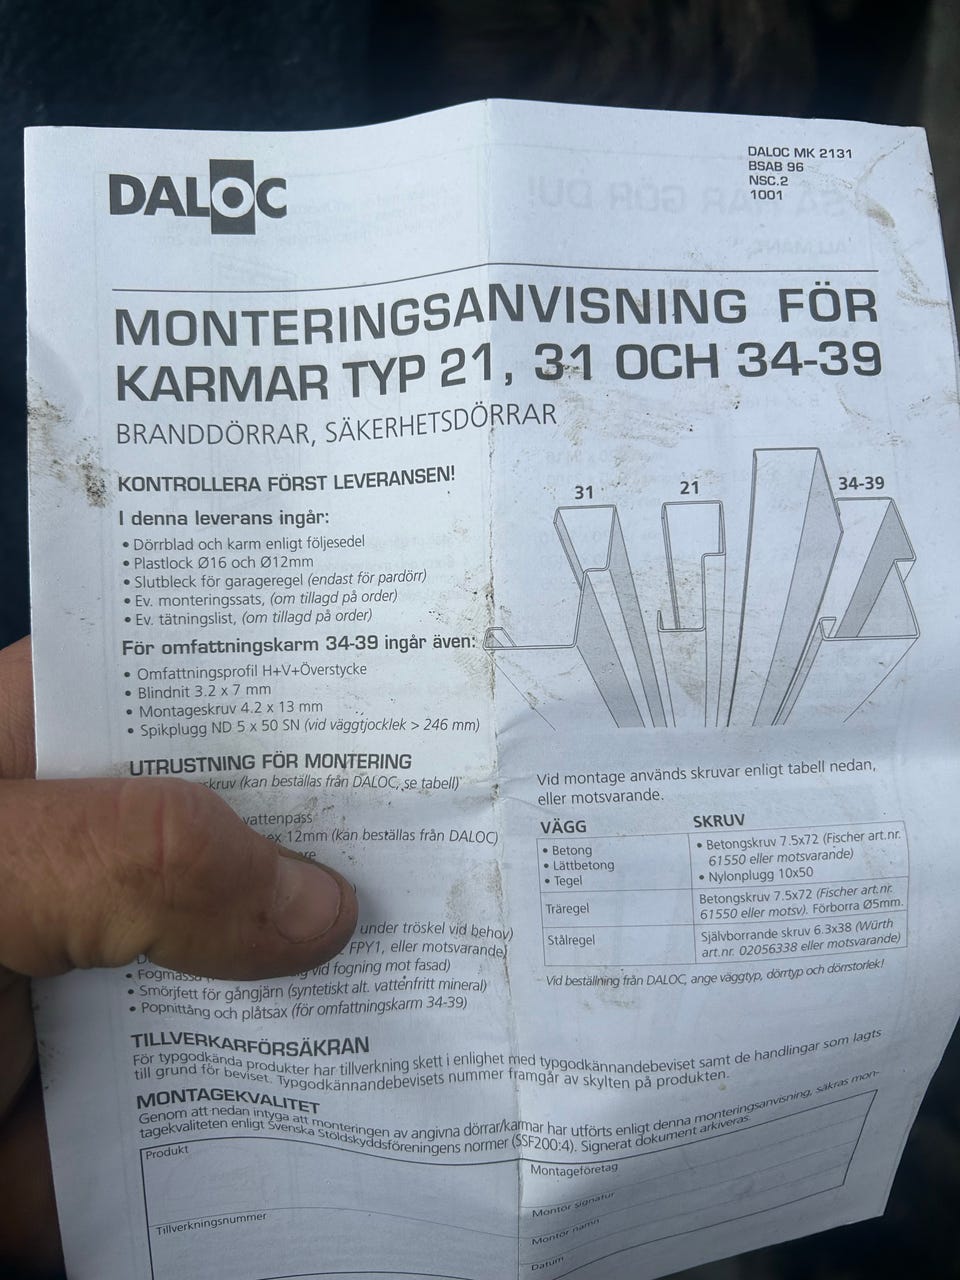 DALOC
DALOC MK 2131
BSAB 96
NSC.2
1001
MONTERINGSANVISNING FÖR
KARMAR TYP 21, 31 OCH 34-39
BRANDDÖRRAR, SÄKERHETSDÖRRAR
KONTROLLERA FÖRST LEVERANSEN!
I denna leverans ingår:
• Dörrblad och karm enligt följesedel
• Plastlock Ø16 och Ø12mm
• Slutbleck för garageregel (endast för pardörr)
• Ev. monteringssats, (om tillagd på order)
• Ev. tätningslist, (om tillagd på order)
För omfattningskarm 34-39 ingår även:
• Omfattningsprofil H+V+Överstycke
• Blindnit 3.2 x 7 mm
• Montageskruv 4.2 x 13 mm
• Spikplugg ND 5 x 50 SN (vid väggtjocklek > 246 mm)
31
21
34-39
UTRUSTNING FÖR MONTERING
skruv (kan beställas från DALOC, se tabell)
vattenpass
12mm (kan beställas från DALOC)
under tröskel vid behov)
FPY1, eller motsvarande)
• Fogmassa vid fogning mot fasad)
• Smörjfett för gångjärn (syntetiskt alt. vattenfritt mineral)
• Popnittång och plåtsax (för omfattningskarm 34-39)
Vid montage används skruvar enligt tabell nedan,
eller motsvarande.
VÄGG SKRUV
• Betong
• Lättbetong
• Tegel
• Betongskruv 7.5x72 (Fischer art.nr.
61550 eller motsvarande)
• Nylonplugg 10x50
Träregel
Betongskruv 7.5x72 (Fischer art.nr.
61550 eller motsv). Förborra Ø5mm.
Stålregel
Självborrande skruv 6.3x38 (Würth
art.nr. 02056338 eller motsvarande)
Vid beställning från DALOC, ange väggtyp, dörrtyp och dörrstorlek!
TILLVERKARFÖRSÄKRAN
För typgodkända produkter har tillverkning skett i enlighet med typgodkännandebeviset samt de handlingar som lagts
till grund för beviset. Typgodkännandebevisets nummer framgår av skylten på produkten.
MONTAGEKVALITET
Genom att nedan intyga att monteringen av angivna dörrar/karmar har utförts enligt denna monteringsanvisning, säkras mon-
tagekvaliteten enligt Svenska Stöldskyddsföreningens normer (SSF200:4). Signerat dokument arkiveras.
Produkt
Montageföretag
Montör signatur
Tillverkningsnummer
Montör namn
Datum